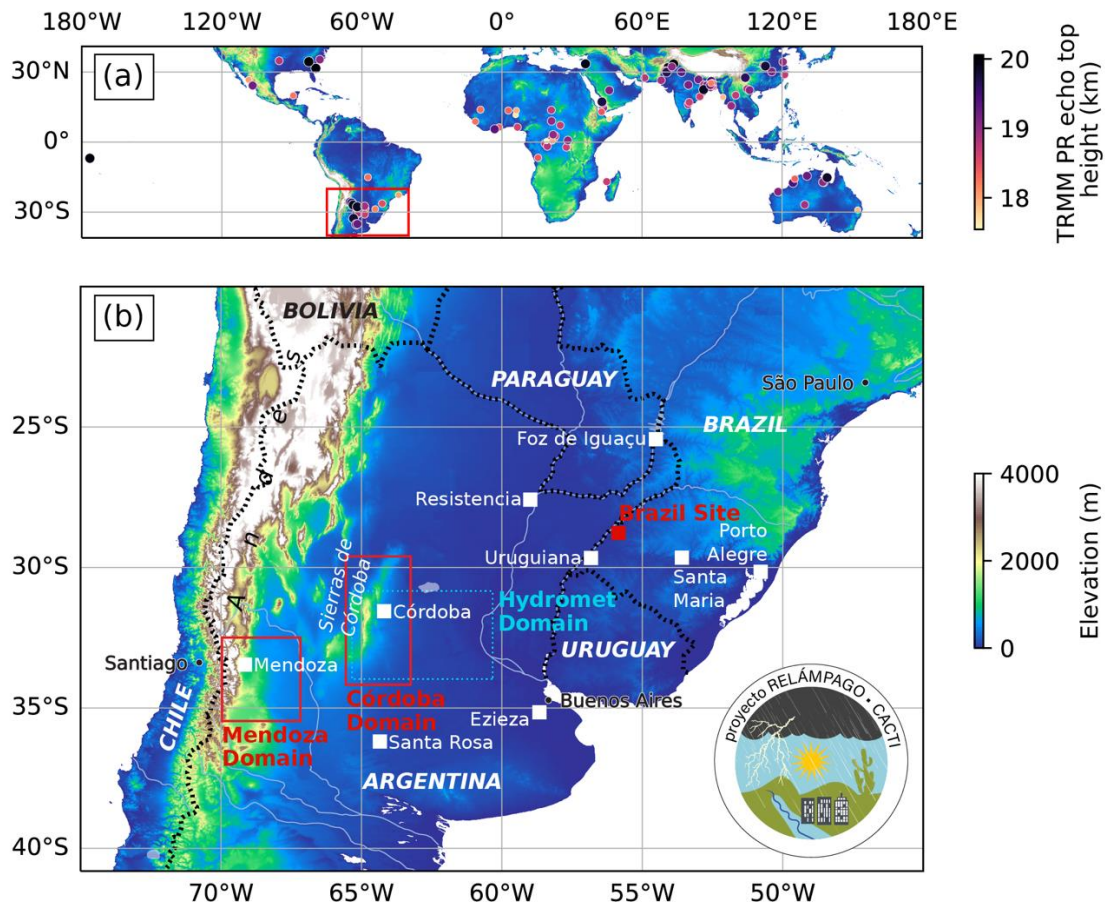 180°W 120°W 60°W 0° 60°E 120°E 180°E
(a)
30°N
0°
30°S
20
19
18
TRMM PR echo top
height (km)
(b)
BOLIVIA
PARAGUAY
São Paulo
25°S
Foz de Iguaçu
BRAZIL
Resistencia
Brazil Site
Porto
Alegre
30°S
Uruguiana
Santa
Maria
Andes
Sierras de
Córdoba
Córdoba
Hydromet
Domain
URUGUAY
Santiago
Mendoza
Buenos Aires
35°S
CHILE
Mendoza
Domain
Córdoba
Domain
Ezieza
Santa Rosa
ARGENTINA
40°S
70°W 65°W 60°W 55°W 50°W
4000
2000
0
Elevation (m)
proyecto RELÁMPAGO • CACTI